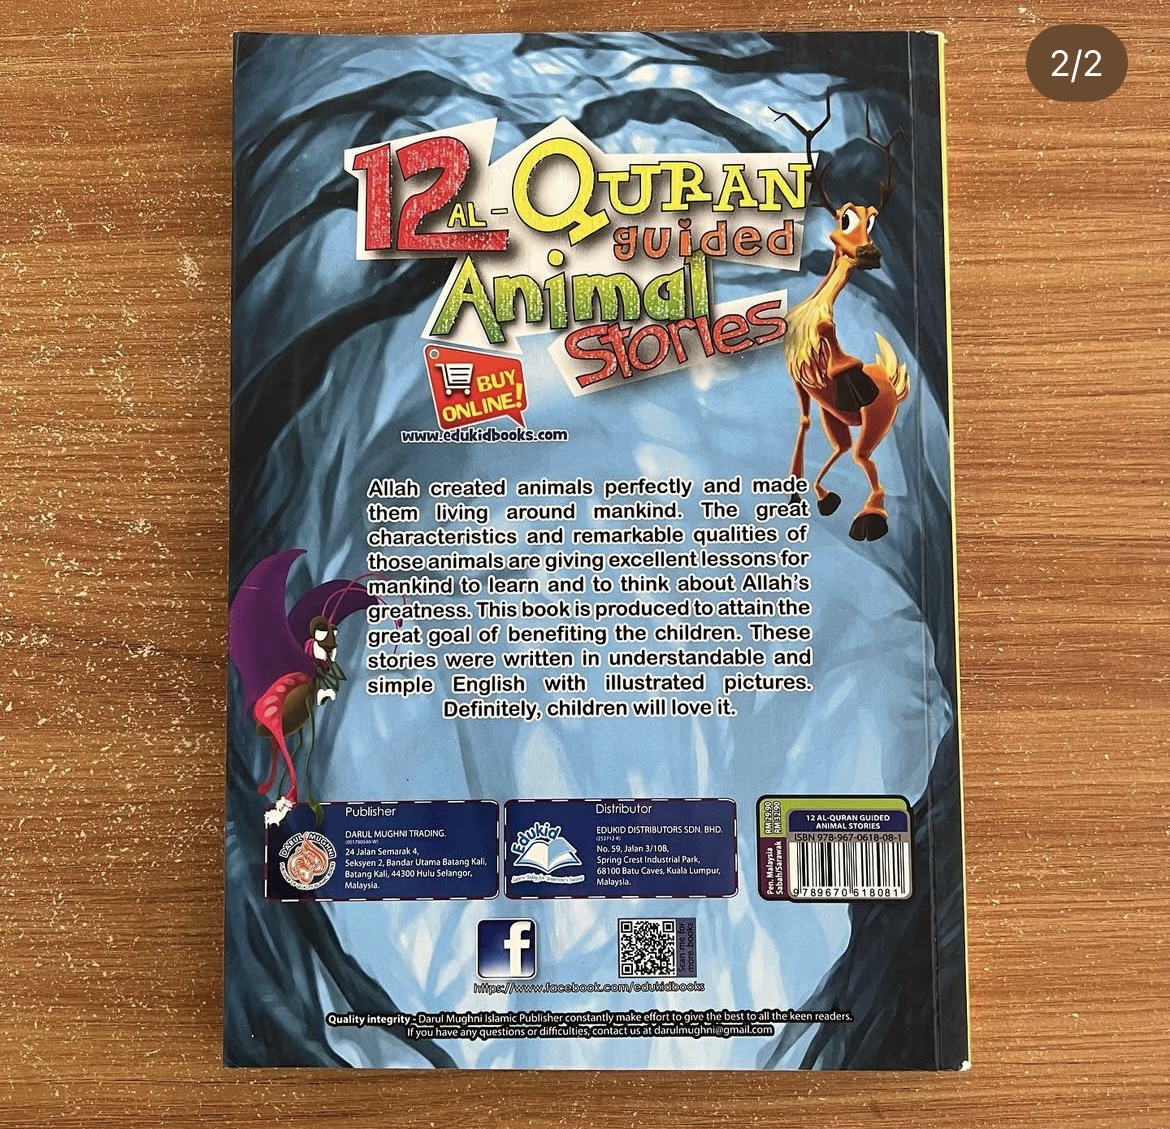 2/2
12 AL-QURAN
guided
Animal
Stories
BUY
ONLINE!
www.edukidbooks.com
Allah created animals perfectly and made
them living around mankind. The great
characteristics and remarkable qualities of
those animals are giving excellent lessons for
mankind to learn and to think about Allah's
greatness. This book is produced to attain the
great goal of benefiting the children. These
stories were written in understandable and
simple English with illustrated pictures.
Definitely, children will love it.
Publisher
DARUL MUGHNI
DARUL MUGHNI TRADING.
(001780540-W)
24 Jalan Semarak 4,
Seksyen 2, Bandar Utama Batang Kali,
Batang Kali, 44300 Hulu Selangor,
Malaysia.
Distributor
Edukid
EDUKID DISTRIBUTORS SDN. BHD.
No. 59, Jalan 3/10B,
Spring Crest Industrial Park,
68100 Batu Caves, Kuala Lumpur,
Malaysia.
Pen. Malaysia RM 29.90
Sabah/Sarawak RM 32.90
12 AL-QURAN GUIDED
ANIMAL STORIES
ISBN 978-967-0618-08-1
9 789670 618081
f
Scan me for
more books
https://www.facebook.com/edukidbooks
Quality integrity - Darul Mughni Islamic Publisher constantly make effort to give the best to all the keen readers.
If you have any questions or difficulties, contact us at darulmughni@gmail.com